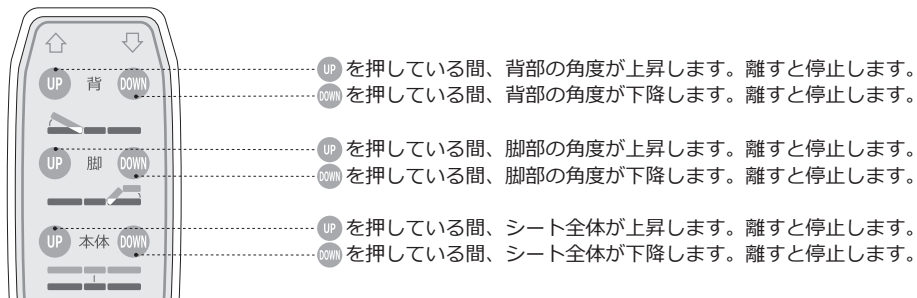 UP 背 DOWN
UP を押している間、背部の角度が上昇します。離すと停止します。
DOWN を押している間、背部の角度が下降します。離すと停止します。
UP 脚 DOWN
UP を押している間、脚部の角度が上昇します。離すと停止します。
DOWN を押している間、脚部の角度が下降します。離すと停止します。
UP 本体 DOWN
UP を押している間、シート全体が上昇します。離すと停止します。
DOWN を押している間、シート全体が下降します。離すと停止します。